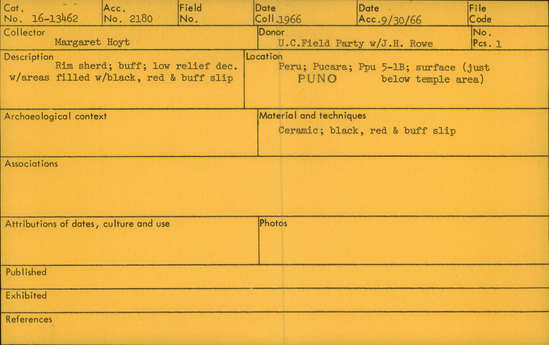 Cat. No. 16-13462 Acc. No. 2180 Field No. Date Coll.1966 Date Acc.9/30/66 File Code
Collector Margaret Hoyt Donor U.C.Field Party w/J.H. Rowe No. Pcs. 1
Description Rim sherd; buff; low relief dec.
w/areas filled w/black, red & buff slip
Location Peru; Pucara; Ppu 5-1B; surface (just
PUNO below temple area)
Archaeological context
Material and techniques
Ceramic; black, red & buff slip
Associations
Attributions of dates, culture and use
Photos
Published
Exhibited
References